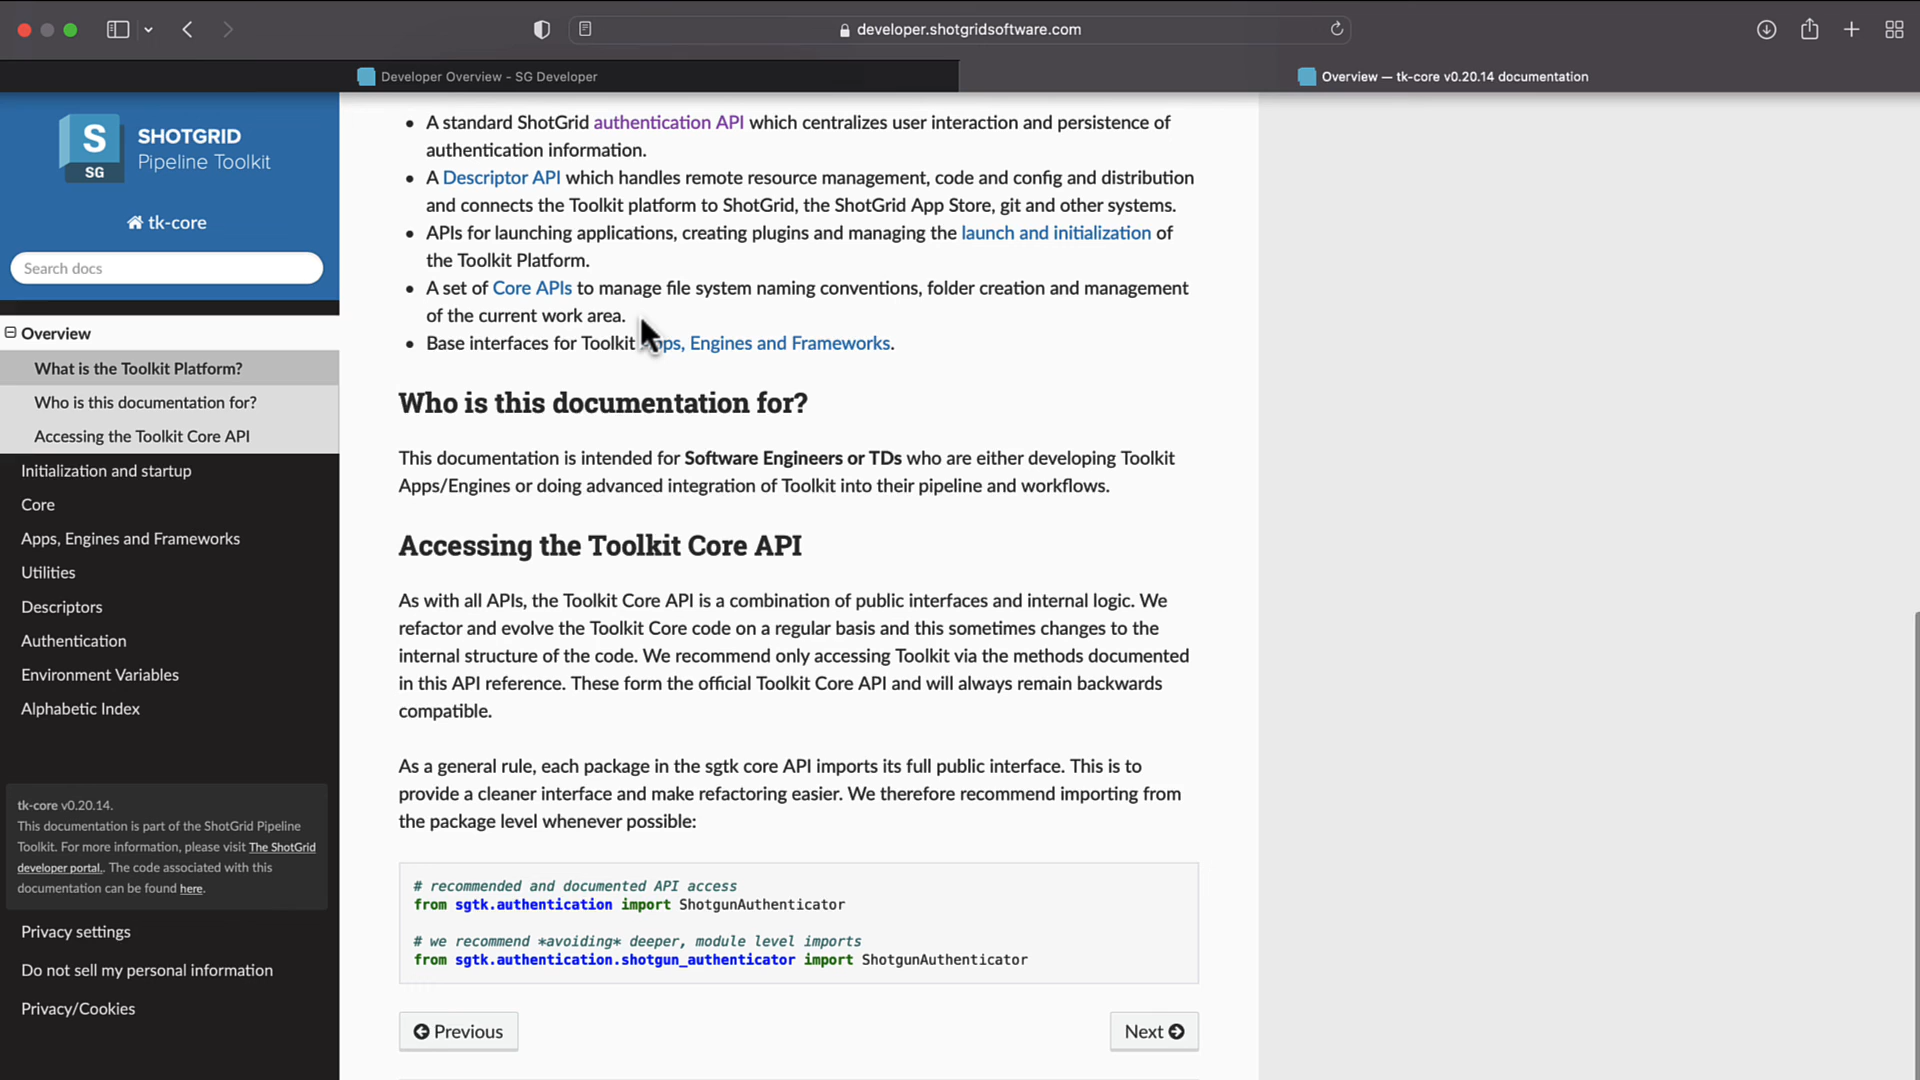 developer.shotgridsoftware.com
Developer Overview - SG Developer
Overview — tk-core v0.20.14 documentation
S
SG
SHOTGRID
Pipeline Toolkit
tk-core
Search docs
Overview
What is the Toolkit Platform?
Who is this documentation for?
Accessing the Toolkit Core API
Initialization and startup
Core
Apps, Engines and Frameworks
Utilities
Descriptors
Authentication
Environment Variables
Alphabetic Index
tk-core v0.20.14.
This documentation is part of the ShotGrid Pipeline
Toolkit. For more information, please visit The ShotGrid
developer portal.. The code associated with this
documentation can be found here.
Privacy settings
Do not sell my personal information
Privacy/Cookies
A standard ShotGrid authentication API which centralizes user interaction and persistence of
authentication information.
A Descriptor API which handles remote resource management, code and config and distribution
and connects the Toolkit platform to ShotGrid, the ShotGrid App Store, git and other systems.
APIs for launching applications, creating plugins and managing the launch and initialization of
the Toolkit Platform.
A set of Core APIs to manage file system naming conventions, folder creation and management
of the current work area.
Base interfaces for Toolkit Apps, Engines and Frameworks.
Who is this documentation for?
This documentation is intended for Software Engineers or TDs who are either developing Toolkit
Apps/Engines or doing advanced integration of Toolkit into their pipeline and workflows.
Accessing the Toolkit Core API
As with all APIs, the Toolkit Core API is a combination of public interfaces and internal logic. We
refactor and evolve the Toolkit Core code on a regular basis and this sometimes changes to the
internal structure of the code. We recommend only accessing Toolkit via the methods documented
in this API reference. These form the official Toolkit Core API and will always remain backwards
compatible.
As a general rule, each package in the sgtk core API imports its full public interface. This is to
provide a cleaner interface and make refactoring easier. We therefore recommend importing from
the package level whenever possible:
# recommended and documented API access
from sgtk.authentication import ShotgunAuthenticator
# we recommend *avoiding* deeper, module level imports
from sgtk.authentication.shotgun_authenticator import ShotgunAuthenticator
Previous
Next